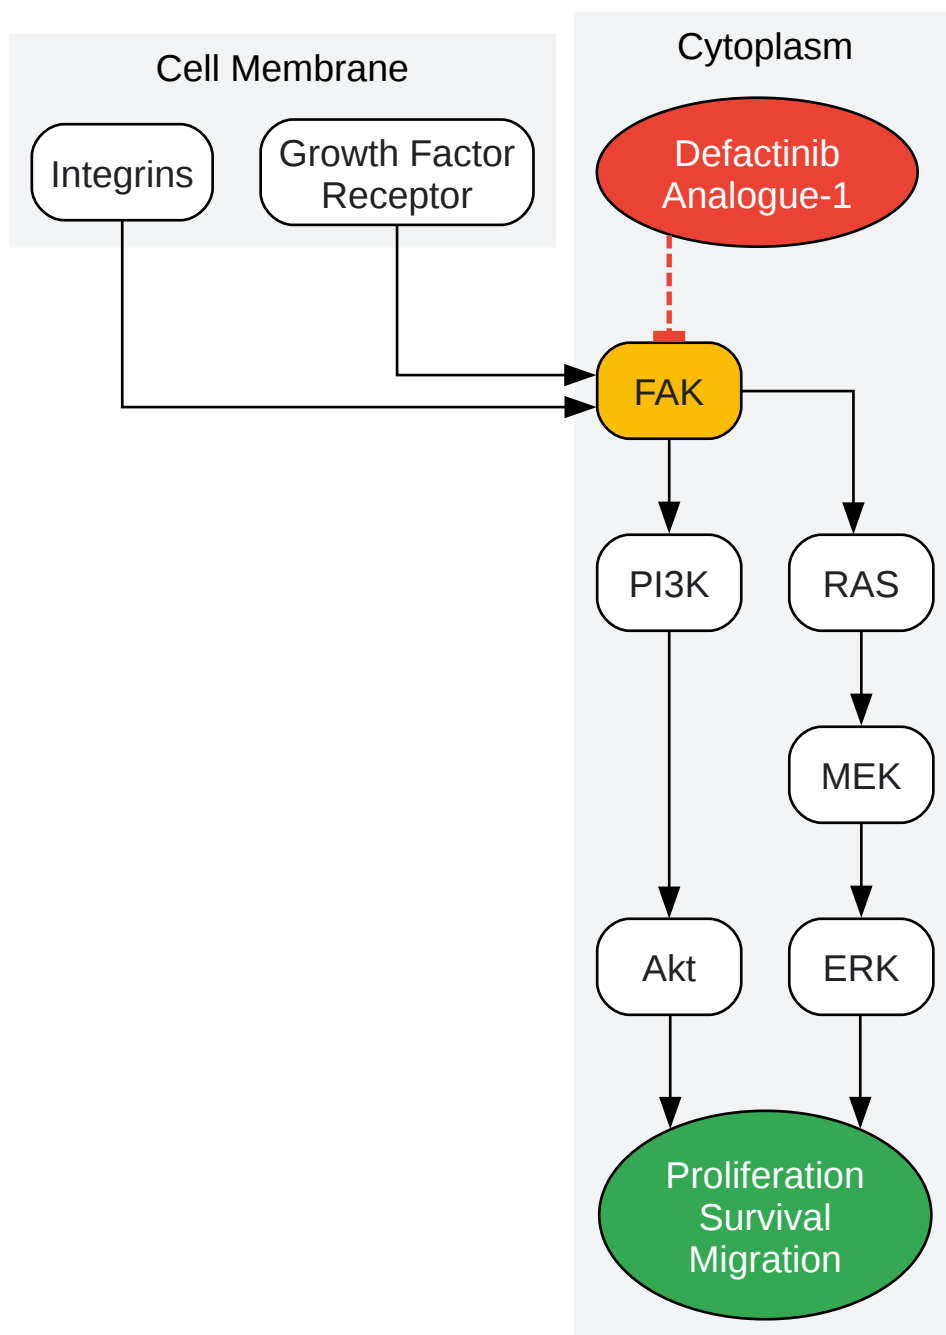 Cell Membrane
Cytoplasm
Integrins
Growth Factor
Receptor
Defactinib
Analogue-1
FAK
PI3K
RAS
MEK
Akt
ERK
Proliferation
Survival
Migration